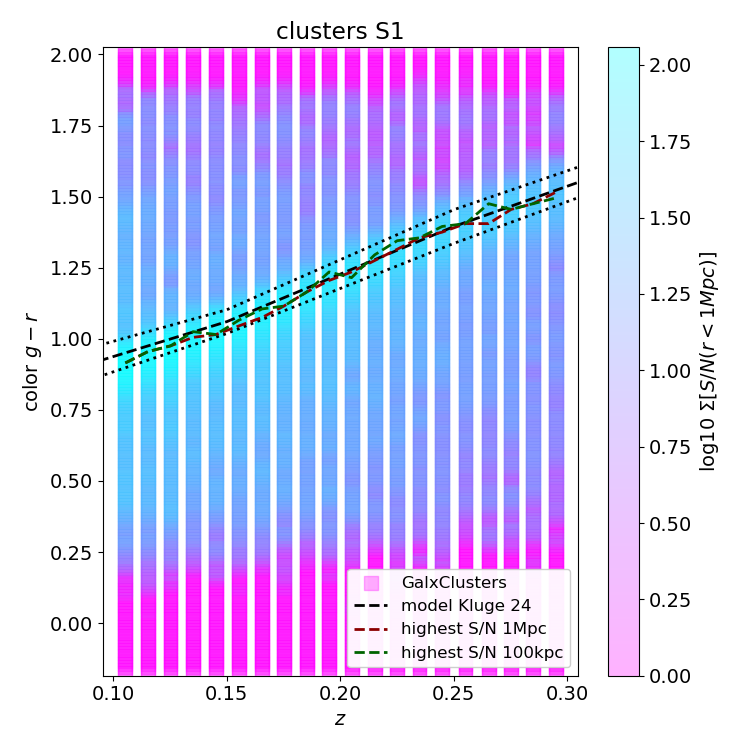 clusters S1
2.00
1.75
1.50
1.25
1.00
0.75
0.50
0.25
0.00
color g − r
0.10
0.15
0.20
0.25
0.30
z
GalxClusters
model Kluge 24
highest S/N 1Mpc
highest S/N 100kpc
2.00
1.75
1.50
1.25
1.00
0.75
0.50
0.25
0.00
log10 Σ[S/N(r < 1Mpc)]